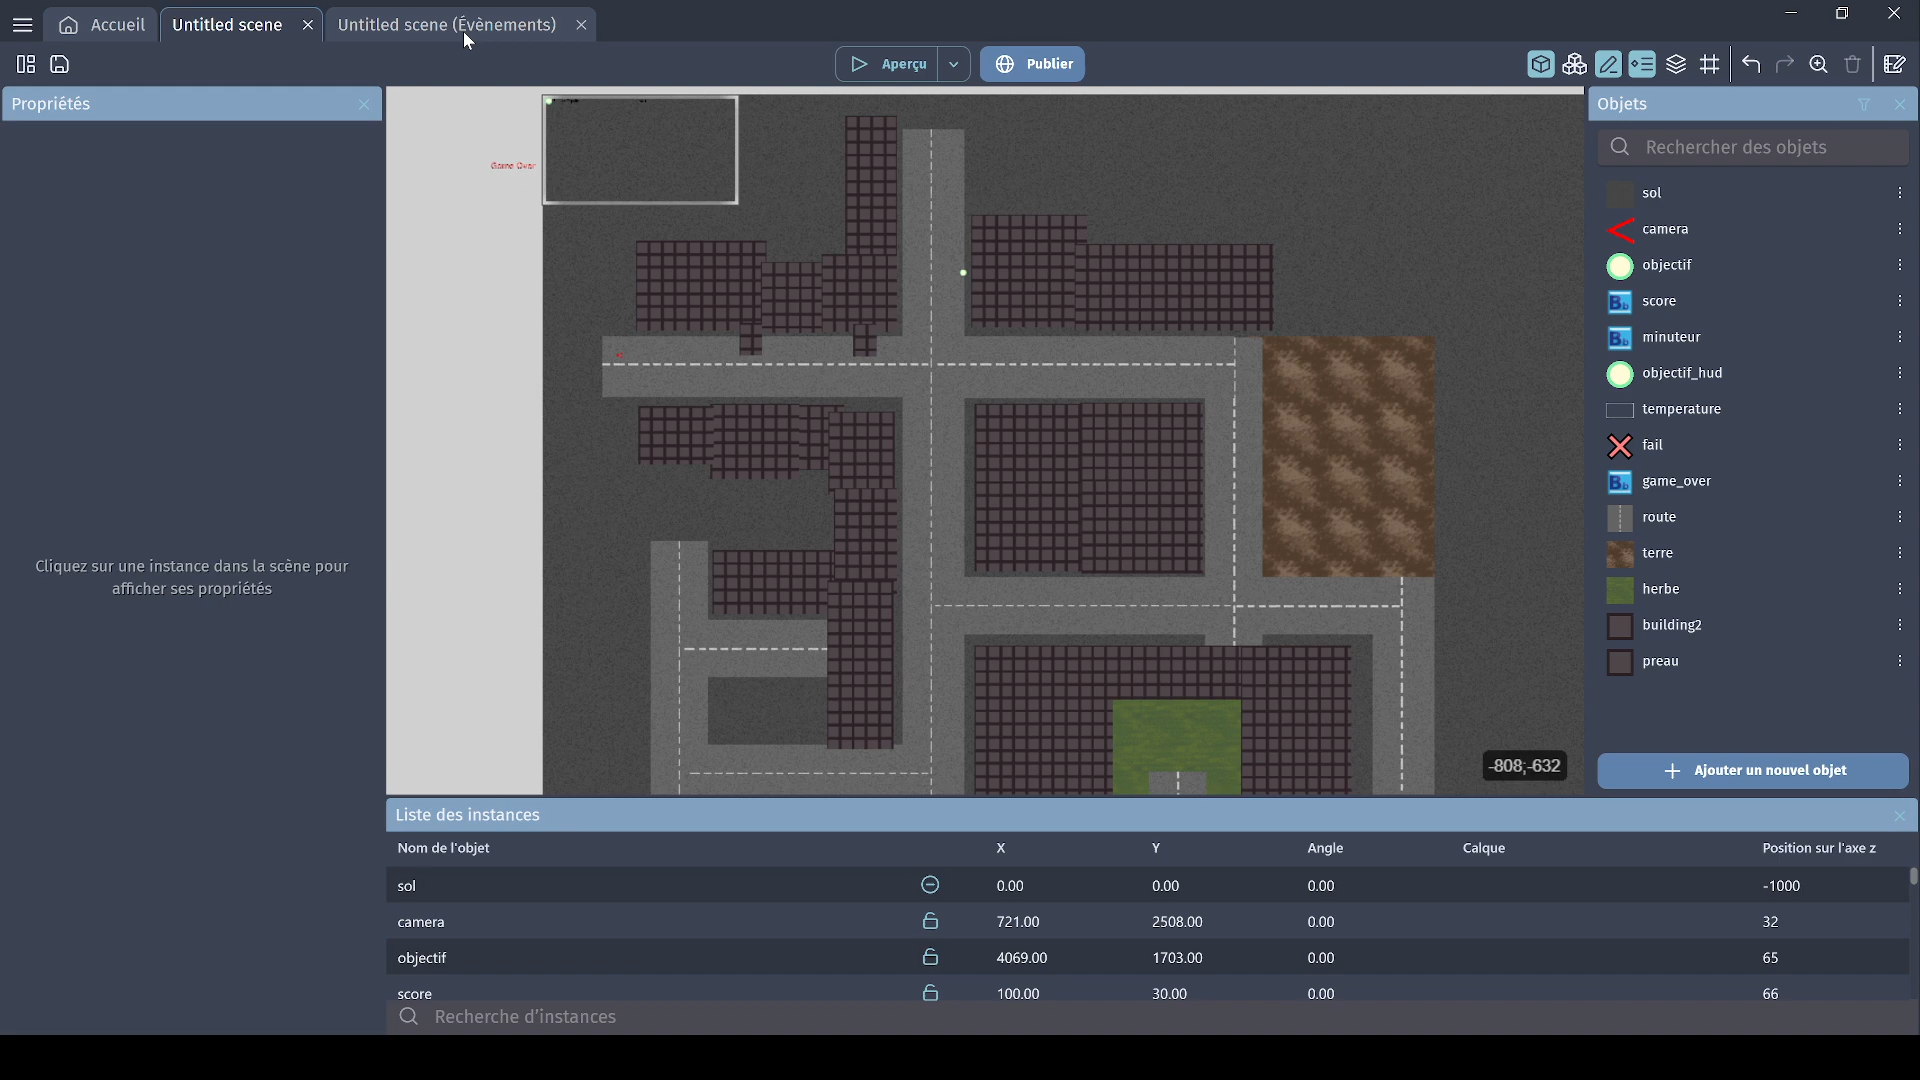 Accueil
Untitled scene
Untitled scene (Évènements)
Aperçu
Publier
Propriétés
Cliquez sur une instance dans la scène pour
afficher ses propriétés
Game Over
-808;-632
Objets
Rechercher des objets
sol
camera
objectif
score
minuteur
objectif_hud
temperature
fail
game_over
route
terre
herbe
building2
preau
Ajouter un nouvel objet
Liste des instances
Nom de l'objet X Y Angle Calque Position sur l'axe z
sol 0.00 0.00 0.00 -1000
camera 721.00 2508.00 0.00 32
objectif 4069.00 1703.00 0.00 65
score 100.00 30.00 0.00 66
Recherche d'instances